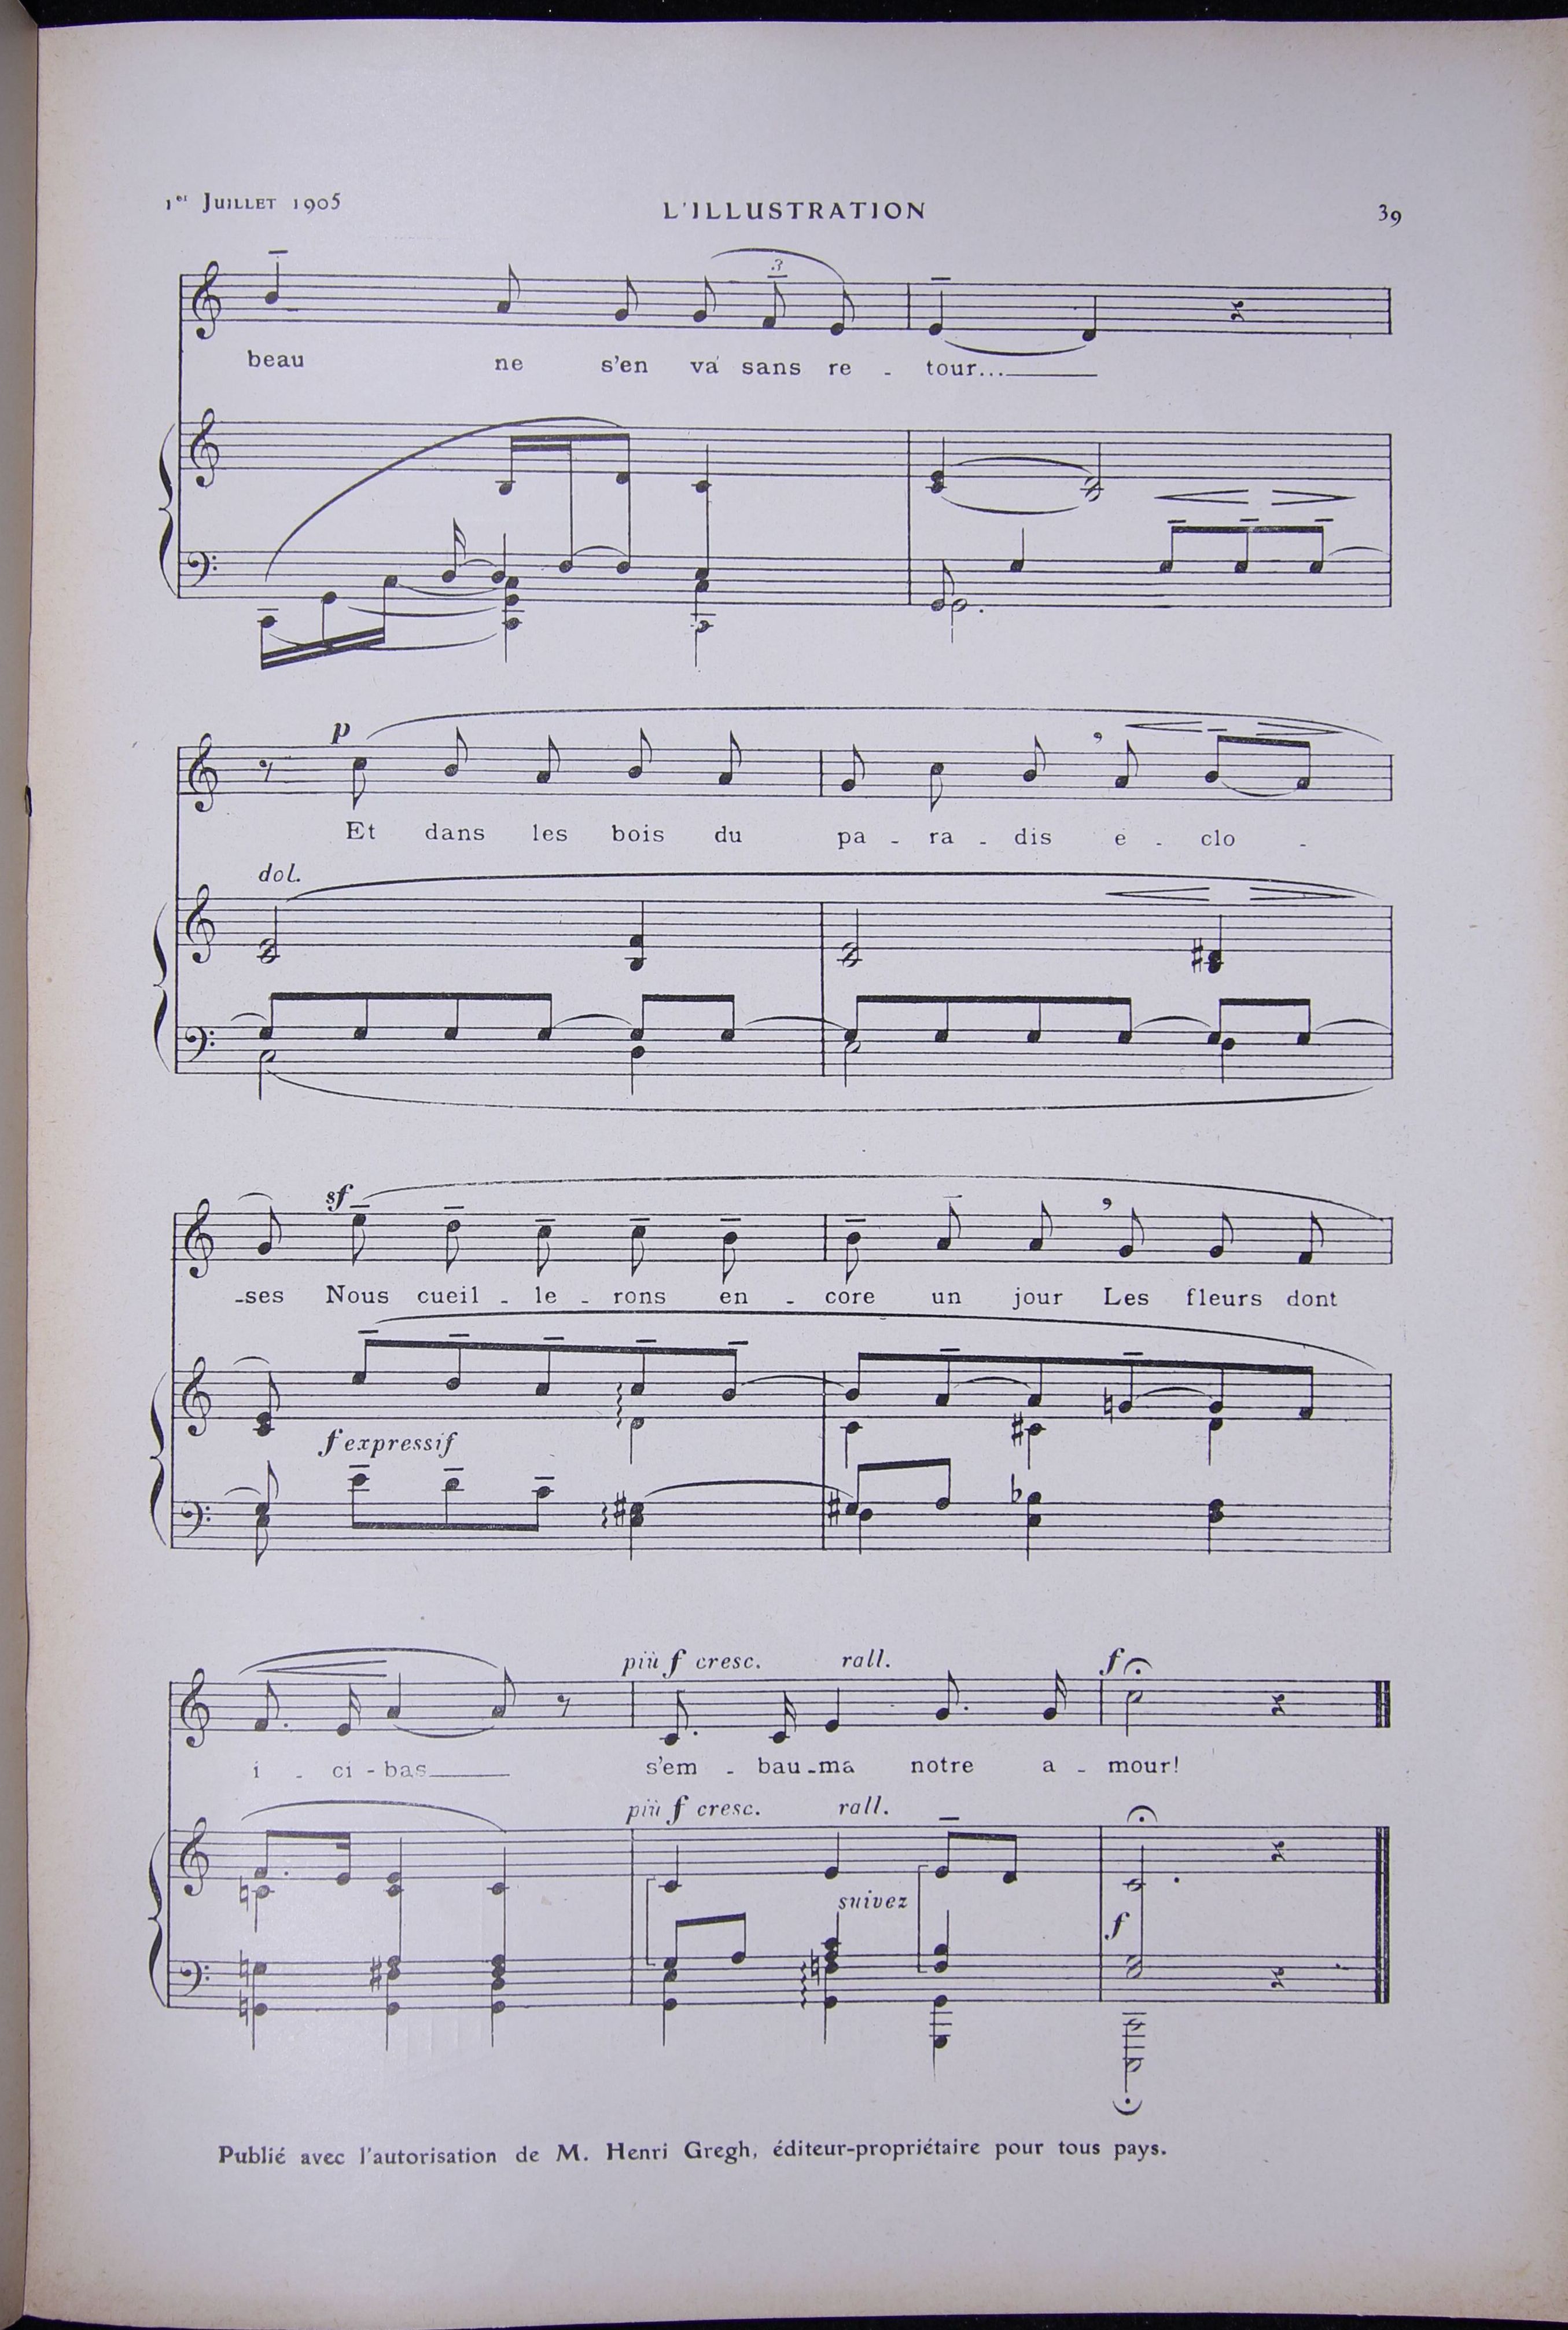 1er JUILLET 1905
L'ILLUSTRATION
39
3
beau ne s'en va sans re - tour...
p
Et dans les bois du pa - ra - dis e - clo -
dol.
sf
-ses Nous cueil - le - rons en - core un jour Les fleurs dont
f expressif
più f cresc. rall. f
i - ci - bas s'em - bau - ma notre a - mour!
più f cresc. rall.
suivez
f
Publié avec l'autorisation de M. Henri Gregh, éditeur-propriétaire pour tous pays.